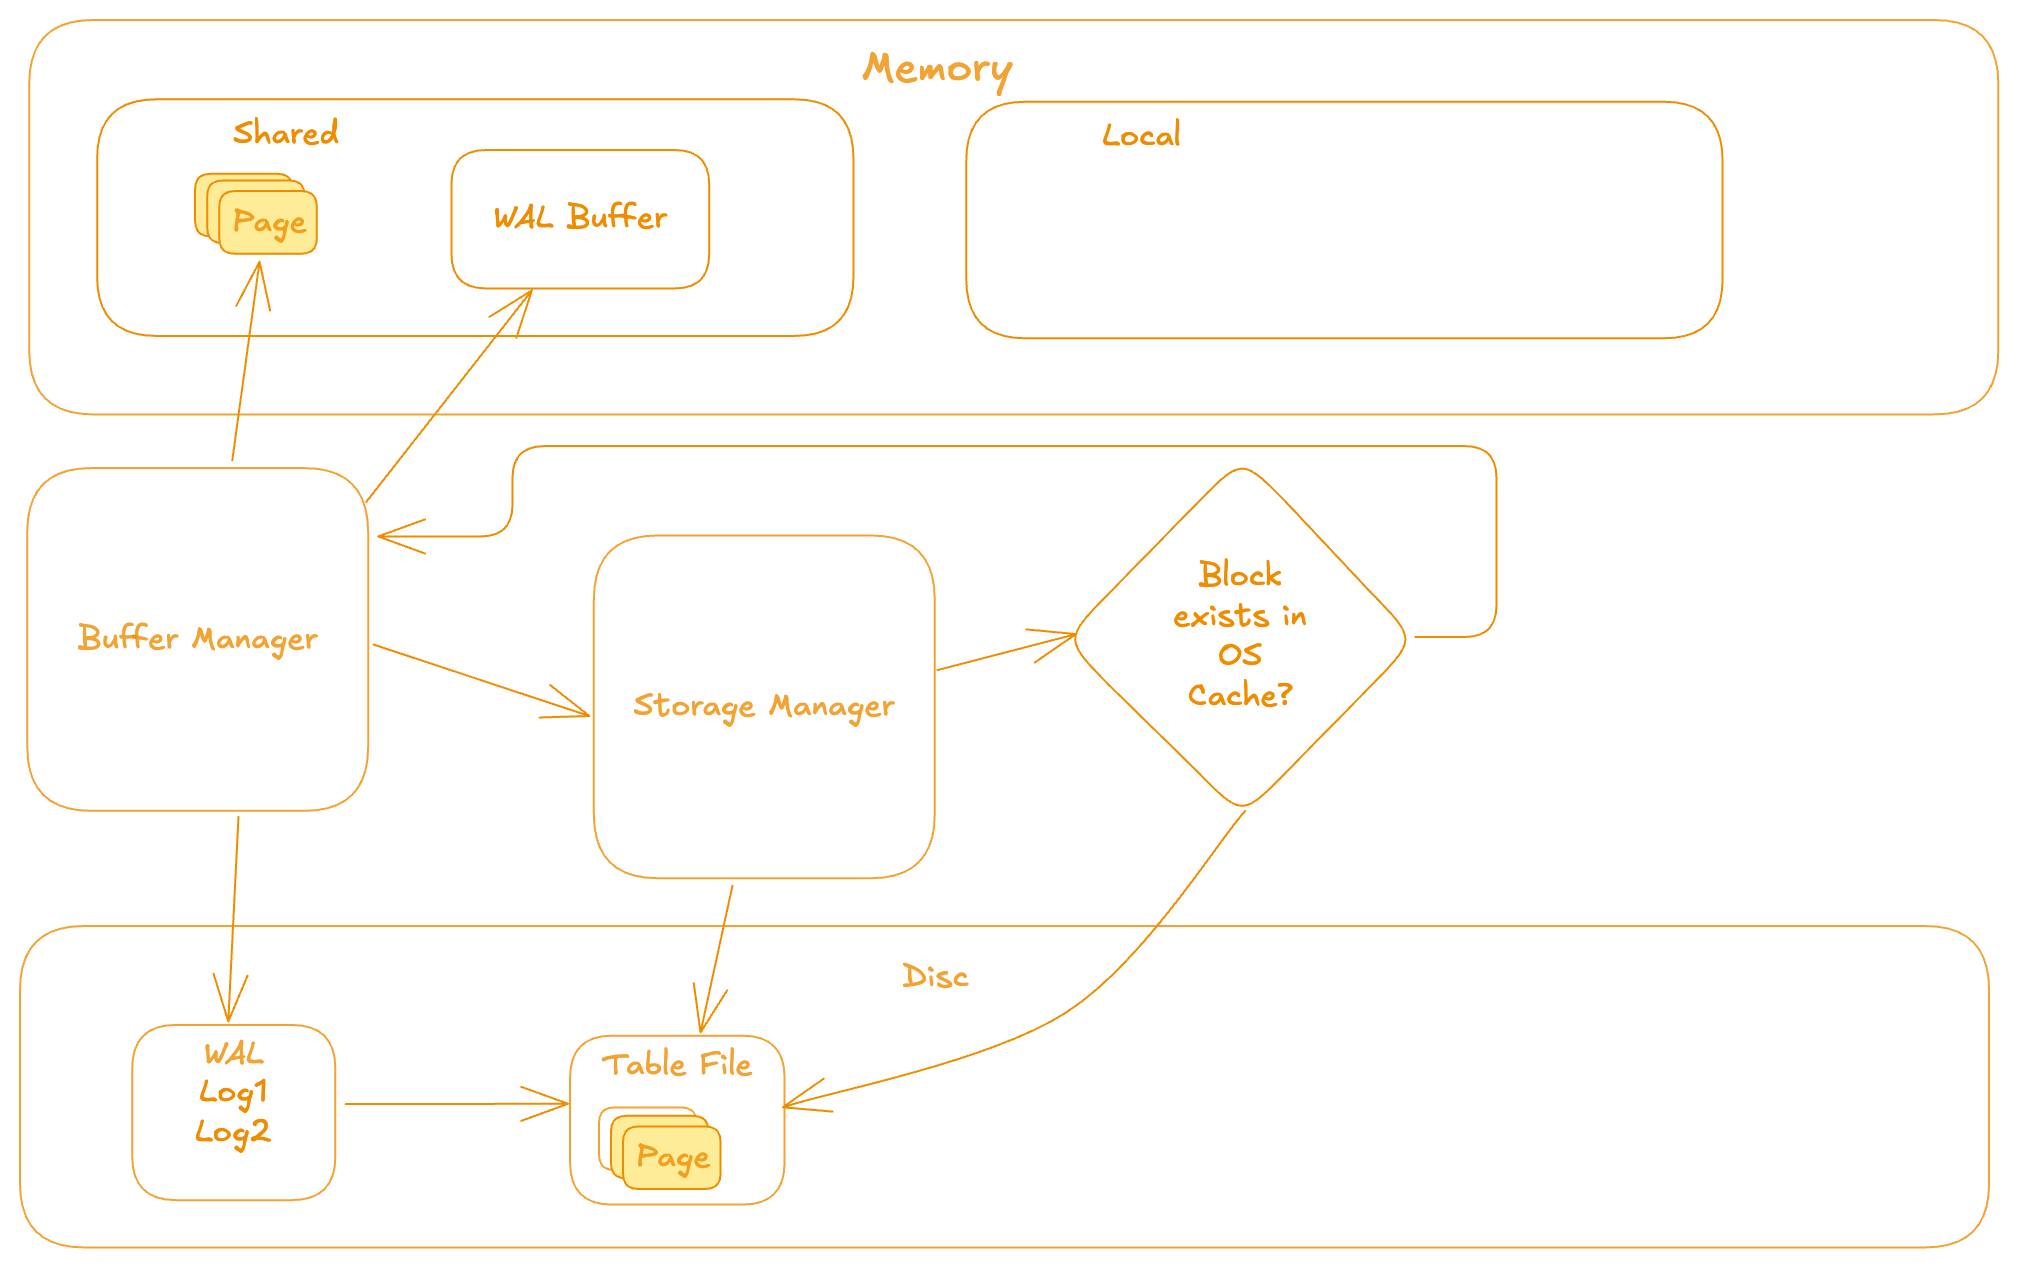 Memory
Shared
Local
Page
WAL Buffer
Buffer Manager
Storage Manager
Block
exists in
OS
Cache?
Disc
WAL
Log1
Log2
Table File
Page